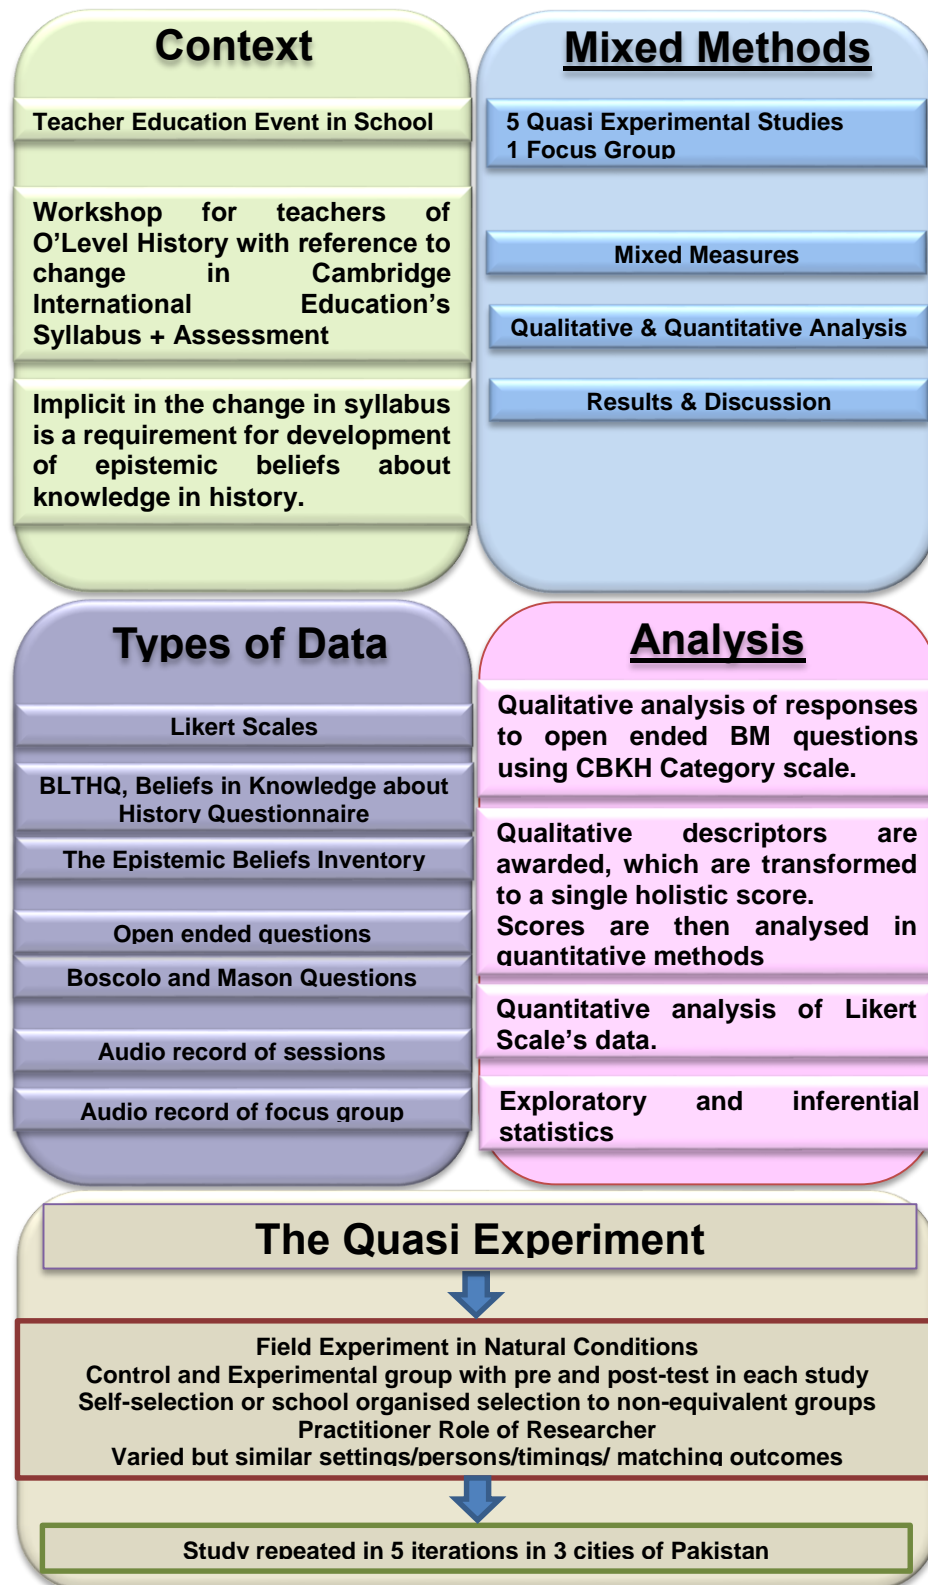 Context
Teacher Education Event in School
Workshop for teachers of
O'Level History with reference to
change in Cambridge
International Education's
Syllabus + Assessment
Implicit in the change in syllabus
is a requirement for development
of epistemic beliefs about
knowledge in history.
Mixed Methods
5 Quasi Experimental Studies
1 Focus Group
Mixed Measures
Qualitative & Quantitative Analysis
Results & Discussion
Types of Data
Likert Scales
BLTHQ, Beliefs in Knowledge about
History Questionnaire
The Epistemic Beliefs Inventory
Open ended questions
Boscolo and Mason Questions
Audio record of sessions
Audio record of focus group
Analysis
Qualitative analysis of responses
to open ended BM questions
using CBKH Category scale.
Qualitative descriptors are
awarded, which are transformed
to a single holistic score.
Scores are then analysed in
quantitative methods
Quantitative analysis of Likert
Scale's data.
Exploratory and inferential
statistics
The Quasi Experiment
Field Experiment in Natural Conditions
Control and Experimental group with pre and post-test in each study
Self-selection or school organised selection to non-equivalent groups
Practitioner Role of Researcher
Varied but similar settings/persons/timings/ matching outcomes
Study repeated in 5 iterations in 3 cities of Pakistan